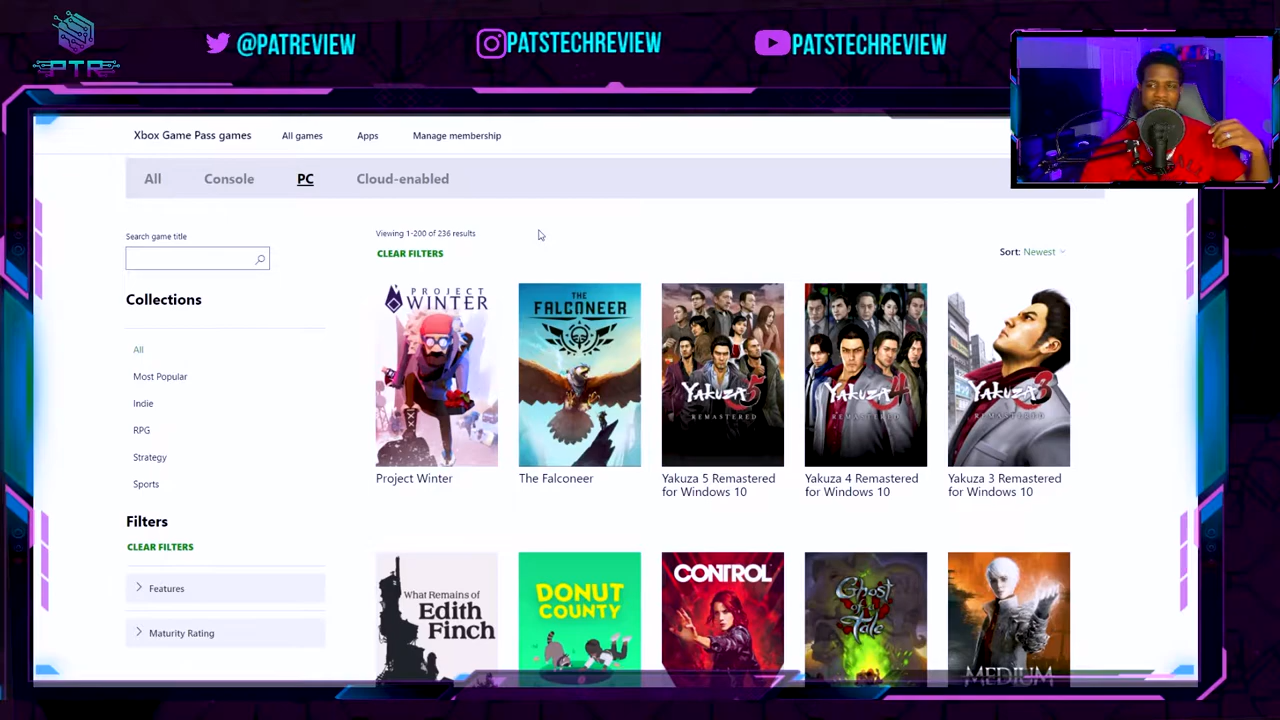 PTR
@PATREVIEW
PATSTECHREVIEW
PATSTECHREVIEW
Xbox Game Pass games
All games
Apps
Manage membership
All
Console
PC
Cloud-enabled
Search game title
Viewing 1-200 of 236 results
CLEAR FILTERS
Sort: Newest
Collections
All
Most Popular
Indie
RPG
Strategy
Sports
Filters
CLEAR FILTERS
Features
Maturity Rating
PROJECT
WINTER
THE
FALCONEER
YAKUZA 5
REMASTERED
YAKUZA 4
REMASTERED
YAKUZA 3
REMASTERED
Project Winter
The Falconeer
Yakuza 5 Remastered
for Windows 10
Yakuza 4 Remastered
for Windows 10
Yakuza 3 Remastered
for Windows 10
What Remains of
Edith
Finch
DONUT
COUNTY
CONTROL
Ghost
of a
Tale
MEDIUM